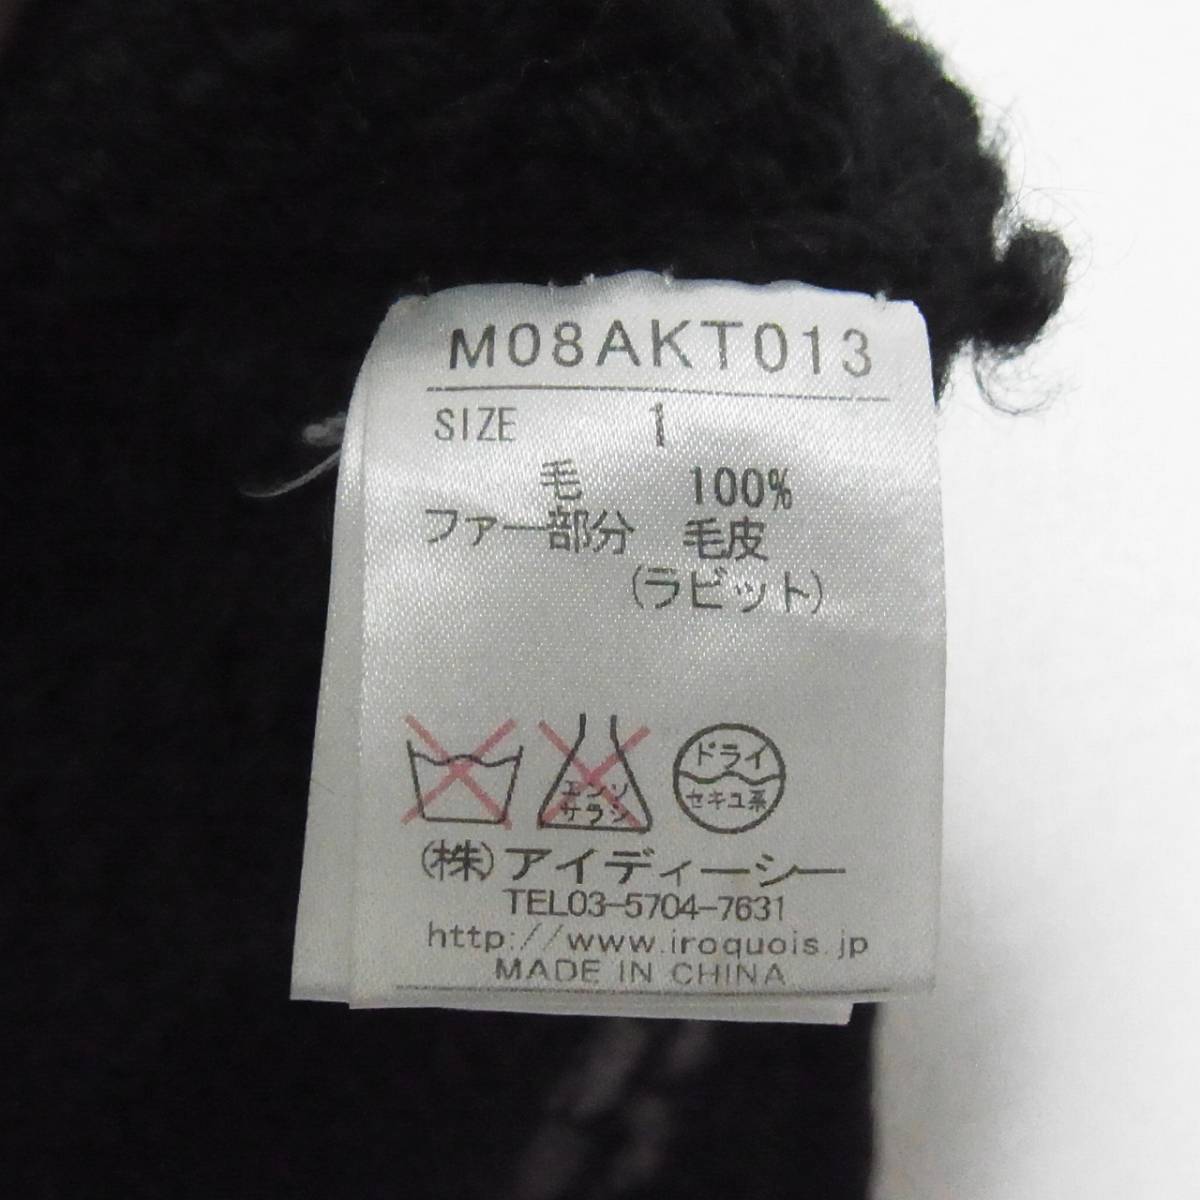 M08AKT013
SIZE 1
毛 100%
ファー部分 毛皮
(ラビット)
エンソ
サラシ
ドライ
セキユ系
(株)アイディーシー
TEL03-5704-7631
http://www.iroquois.jp
MADE IN CHINA